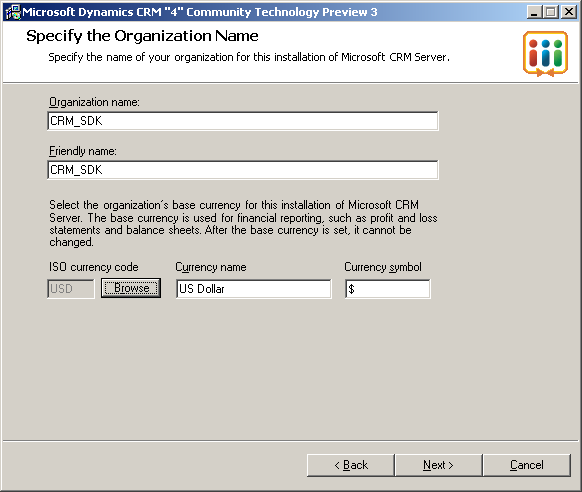 Microsoft Dynamics CRM "4" Community Technology Preview 3
Specify the Organization Name
Specify the name of your organization for this installation of Microsoft CRM Server.
Organization name:
CRM_SDK
Friendly name:
CRM_SDK
Select the organization's base currency for this installation of Microsoft CRM
Server. The base currency is used for financial reporting, such as profit and loss
statements and balance sheets. After the base currency is set, it cannot be
changed.
ISO currency code Currency name Currency symbol
USD Browse US Dollar $
< Back Next > Cancel